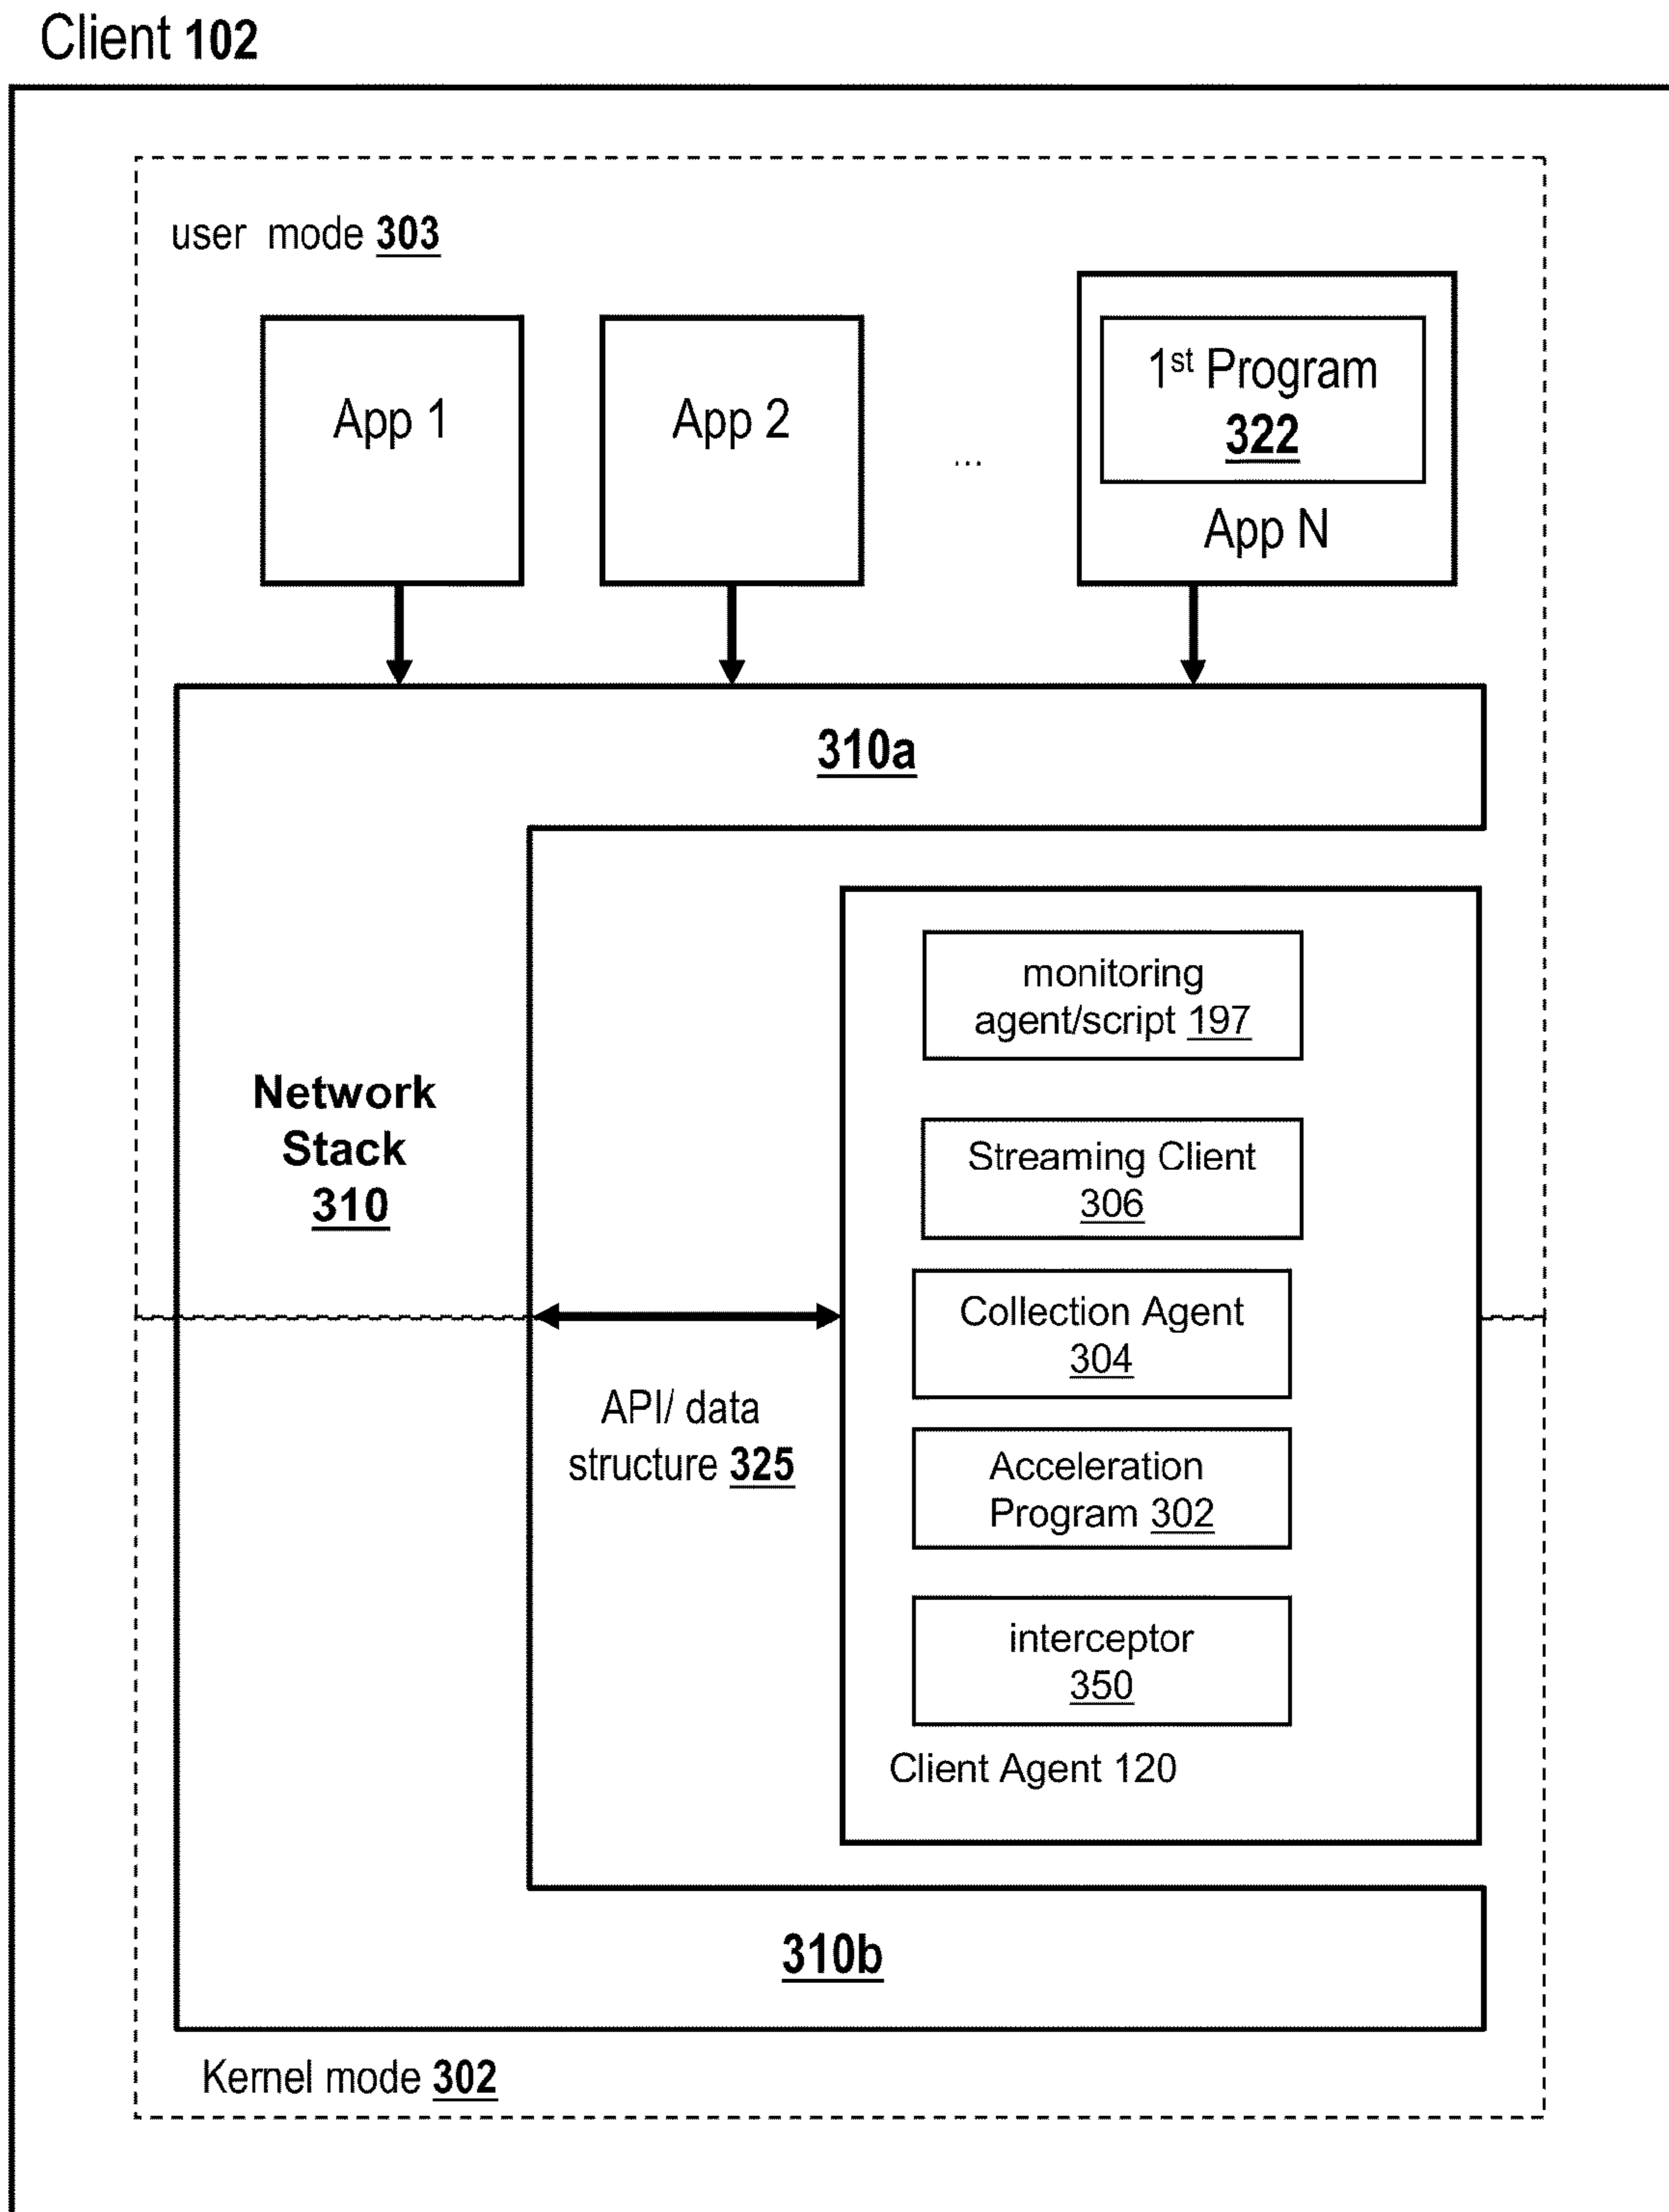 Client 102
user mode 303
App 1
App 2
...
1st Program
322
App N
310a
Network
Stack
310
monitoring
agent/script 197
Streaming Client
306
Collection Agent
304
API/ data
structure 325
Acceleration
Program 302
interceptor
350
Client Agent 120
310b
Kernel mode 302